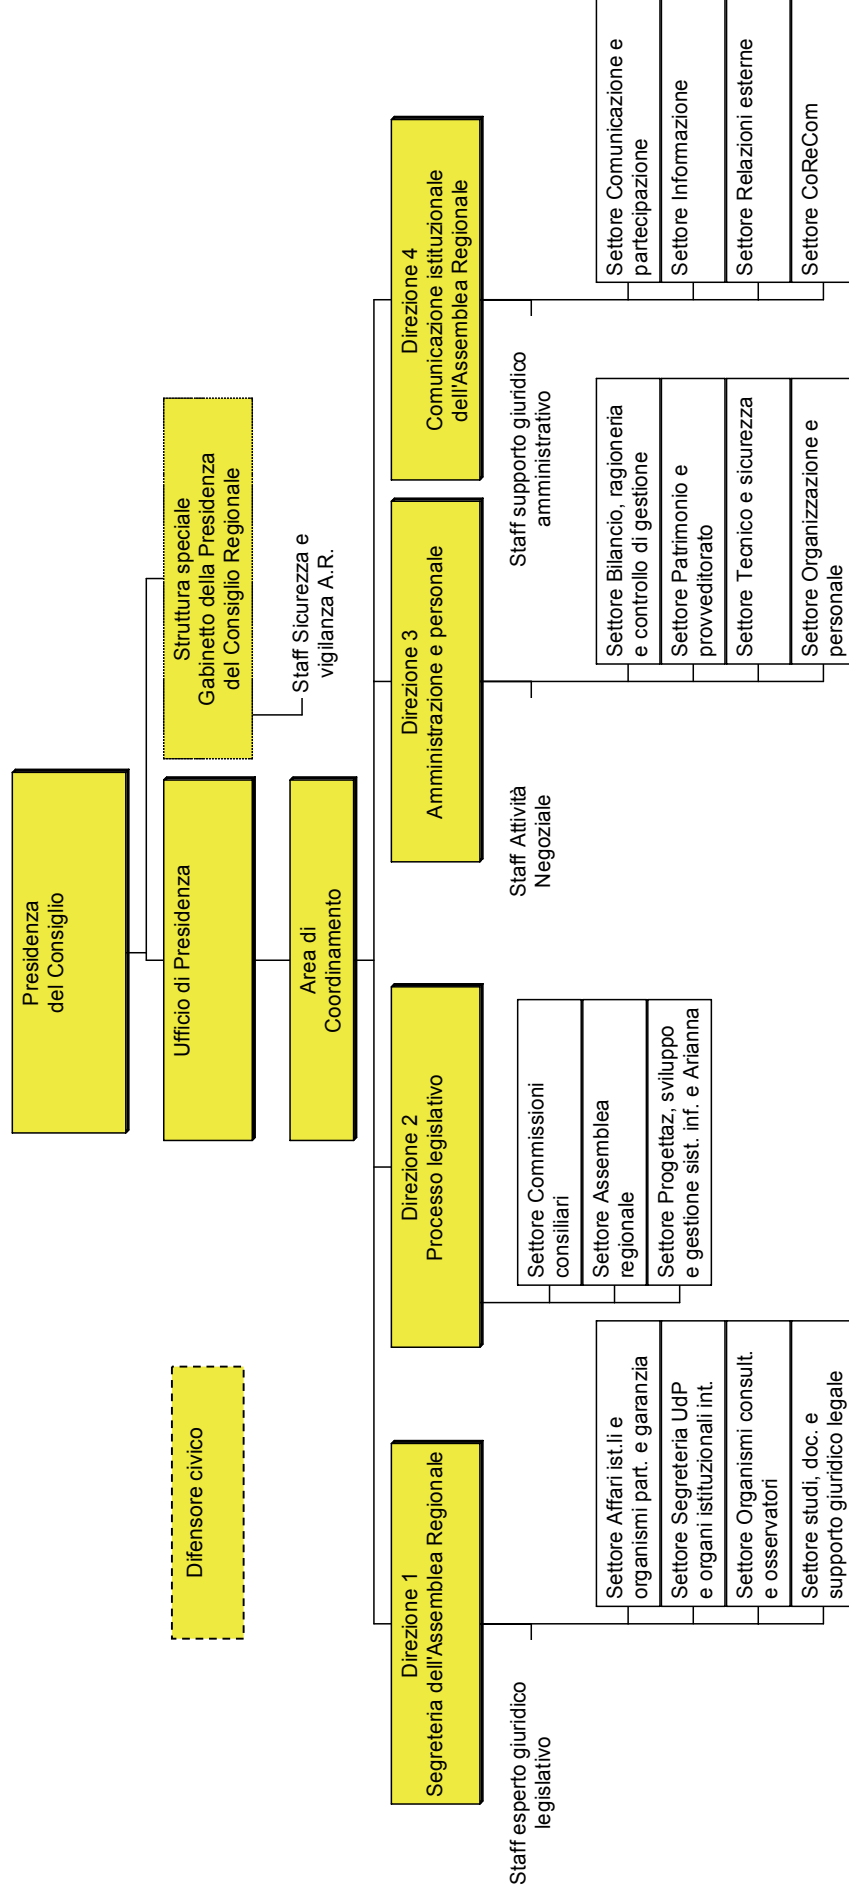 Presidenza
del Consiglio
Difensore civico
Ufficio di Presidenza
Struttura speciale
Gabinetto della Presidenza
del Consiglio Regionale
Staff Sicurezza e
vigilanza A.R.
Area di
Coordinamento
Direzione 1
Segreteria dell'Assemblea Regionale
Direzione 2
Processo legislativo
Direzione 3
Amministrazione e personale
Direzione 4
Comunicazione istituzionale
dell'Assemblea Regionale
Staff esperto giuridico
legislativo
Settore Affari ist.li e
organismi part. e garanzia
Settore Segreteria UdP
e organi istituzionali int.
Settore Organismi consult.
e osservatori
Settore studi, doc. e
supporto giuridico legale
Settore Commissioni
consiliari
Settore Assemblea
regionale
Settore Progettaz, sviluppo
e gestione sist. inf. e Arianna
Staff Attività
Negoziale
Settore Bilancio, ragioneria
e controllo di gestione
Settore Patrimonio e
provveditorato
Settore Tecnico e sicurezza
Settore Organizzazione e
personale
Staff supporto giuridico
amministrativo
Settore Comunicazione e
partecipazione
Settore Informazione
Settore Relazioni esterne
Settore CoReCom